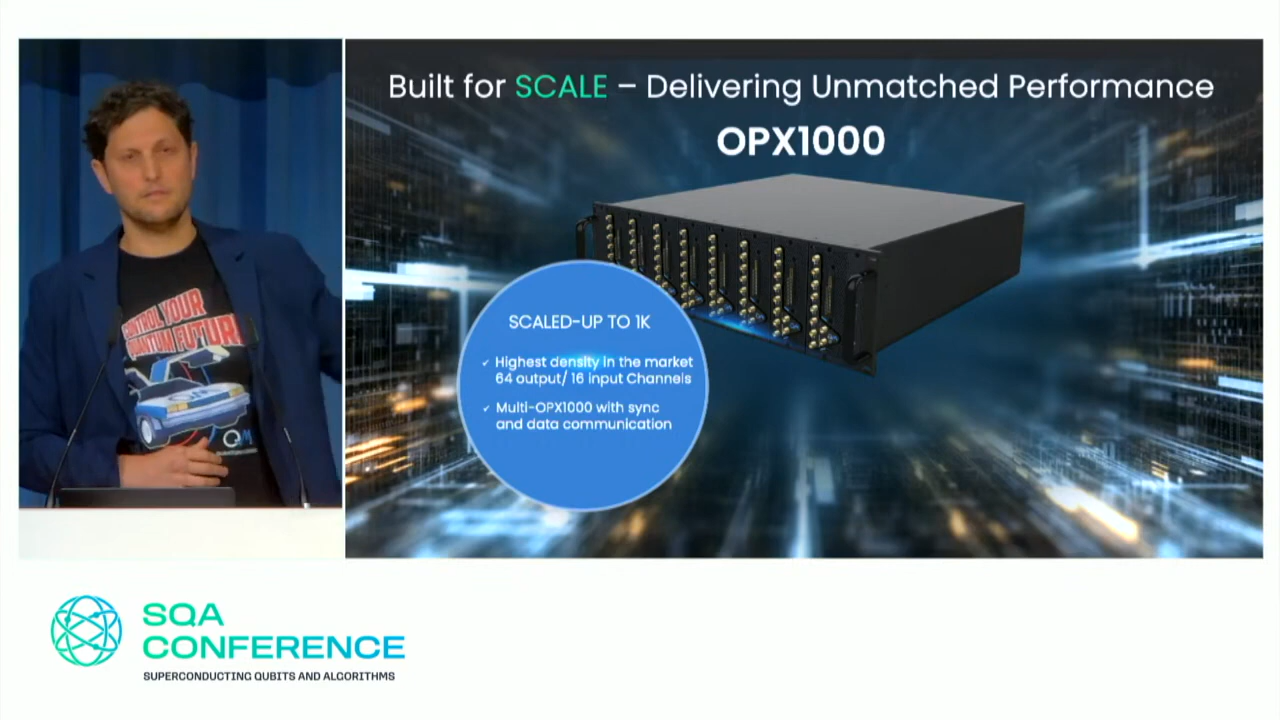 Built for SCALE – Delivering Unmatched Performance
OPX1000
SCALED-UP TO 1K
✓ Highest density in the market
64 output/ 16 input Channels
✓ Multi-OPX1000 with sync
and data communication
CONTROL YOUR
QUANTUM FUTURE
QM
SQA
CONFERENCE
SUPERCONDUCTING QUBITS AND ALGORITHMS